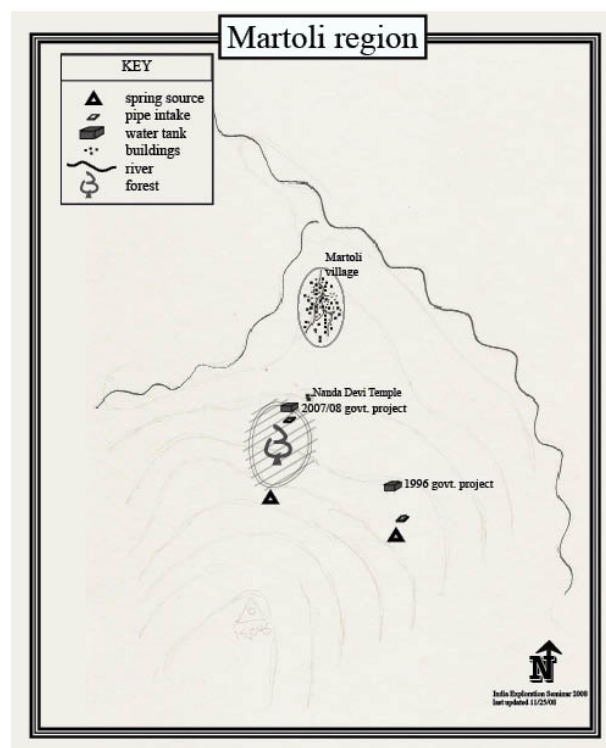 Martoli region
KEY
spring source
pipe intake
water tank
buildings
river
forest
Martoli
village
Nanda Devi Temple
2007/08 govt. project
1996 govt. project
N
India Exploration Seminar 2008
last updated 11/25/08